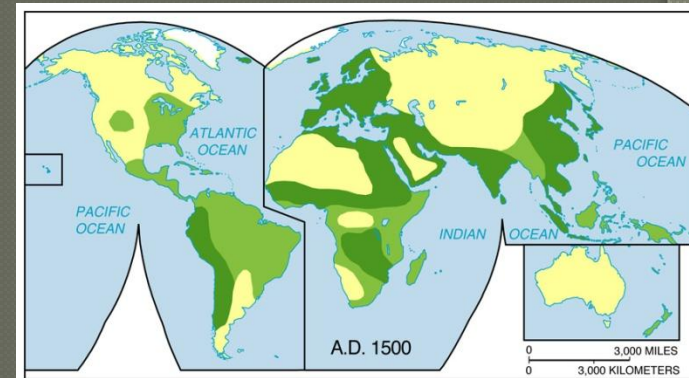 ATLANTIC
OCEAN
PACIFIC
OCEAN
PACIFIC
OCEAN
INDIAN OCEAN
A.D. 1500
0 3,000 MILES
0 3,000 KILOMETERS